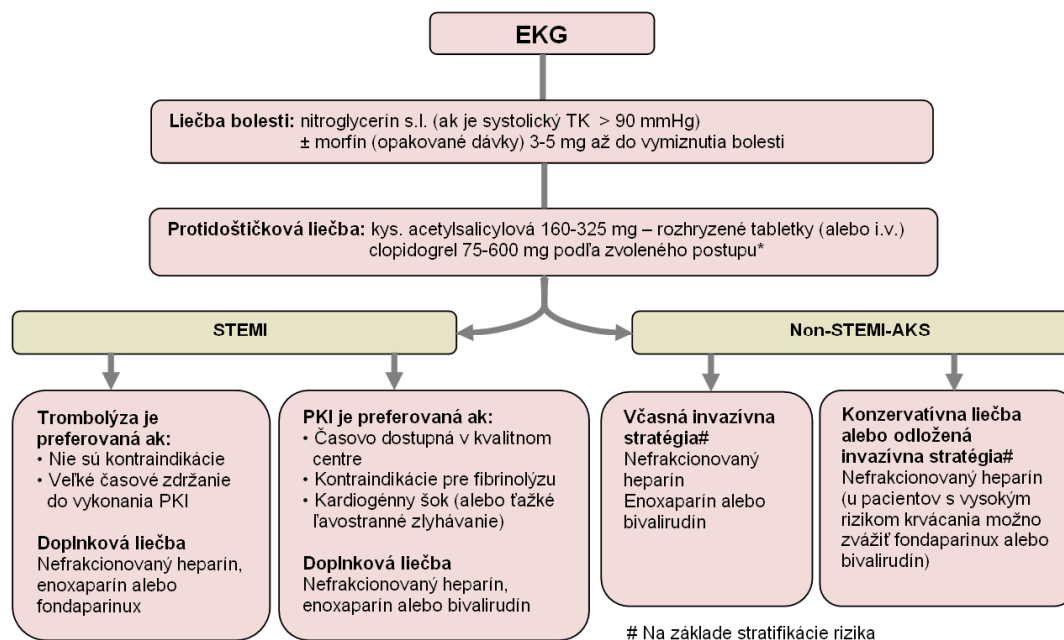 EKG
Liečba bolesti: nitroglycerín s.l. (ak je systolický TK > 90 mmHg)
± morfín (opakované dávky) 3-5 mg až do vymiznutia bolesti
Protidoštičková liečba: kys. acetylsalicylová 160-325 mg – rozhryzené tabletky (alebo i.v.)
clopidogrel 75-600 mg podľa zvoleného postupu*
STEMI
Non-STEMI-AKS
Trombolýza je
preferovaná ak:
• Nie sú kontraindikácie
• Veľké časové zdržanie
do vykonania PKI
Doplnková liečba
Nefrakcionovaný heparín,
enoxaparín alebo
fondaparinux
PKI je preferovaná ak:
• Časovo dostupná v kvalitnom
centre
• Kontraindikácie pre fibrinolýzu
• Kardiogénny šok (alebo ťažké
ľavostranné zlyhávanie)
Doplnková liečba
Nefrakcionovaný heparín,
enoxaparín alebo bivalirudín
Včasná invazívna
stratégia#
Nefrakcionovaný
heparín
Enoxaparín alebo
bivalirudín
Konzervatívna liečba
alebo odložená
invazívna stratégia#
Nefrakcionovaný heparín
(u pacientov s vysokým
rizikom krvácania možno
zvážiť fondaparinux alebo
bivalirudín)
# Na základe stratifikácie rizika